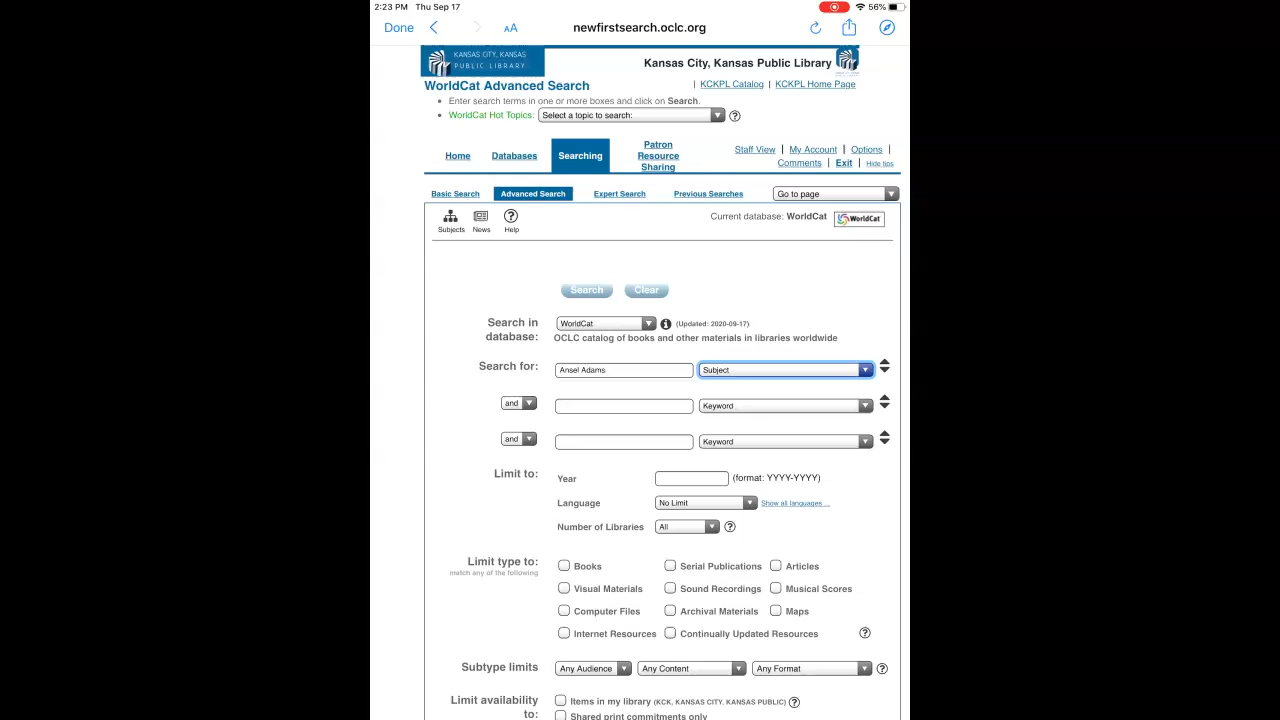 2:23 PM Thu Sep 17 56%
Done AA newfirstsearch.oclc.org
KANSAS CITY, KANSAS
PUBLIC LIBRARY
Kansas City, Kansas Public Library
WorldCat Advanced Search | KCKPL Catalog | KCKPL Home Page
• Enter search terms in one or more boxes and click on Search.
• WorldCat Hot Topics: Select a topic to search: ?
Home Databases Searching Patron Resource Sharing
Staff View | My Account | Options |
Comments | Exit | Hide tips
Basic Search Advanced Search Expert Search Previous Searches Go to page
Subjects News Help
Current database: WorldCat WorldCat
Search Clear
Search in database: WorldCat (Updated: 2020-09-17)
OCLC catalog of books and other materials in libraries worldwide
Search for: Ansel Adams Subject
and Keyword
and Keyword
Limit to: Year (format: YYYY-YYYY)
Language No Limit Show all languages ...
Number of Libraries All ?
Limit type to:
match any of the following
Books Serial Publications Articles
Visual Materials Sound Recordings Musical Scores
Computer Files Archival Materials Maps
Internet Resources Continually Updated Resources ?
Subtype limits Any Audience Any Content Any Format ?
Limit availability to: Items in my library (KCK, KANSAS CITY, KANSAS PUBLIC) ?
Shared print commitments only